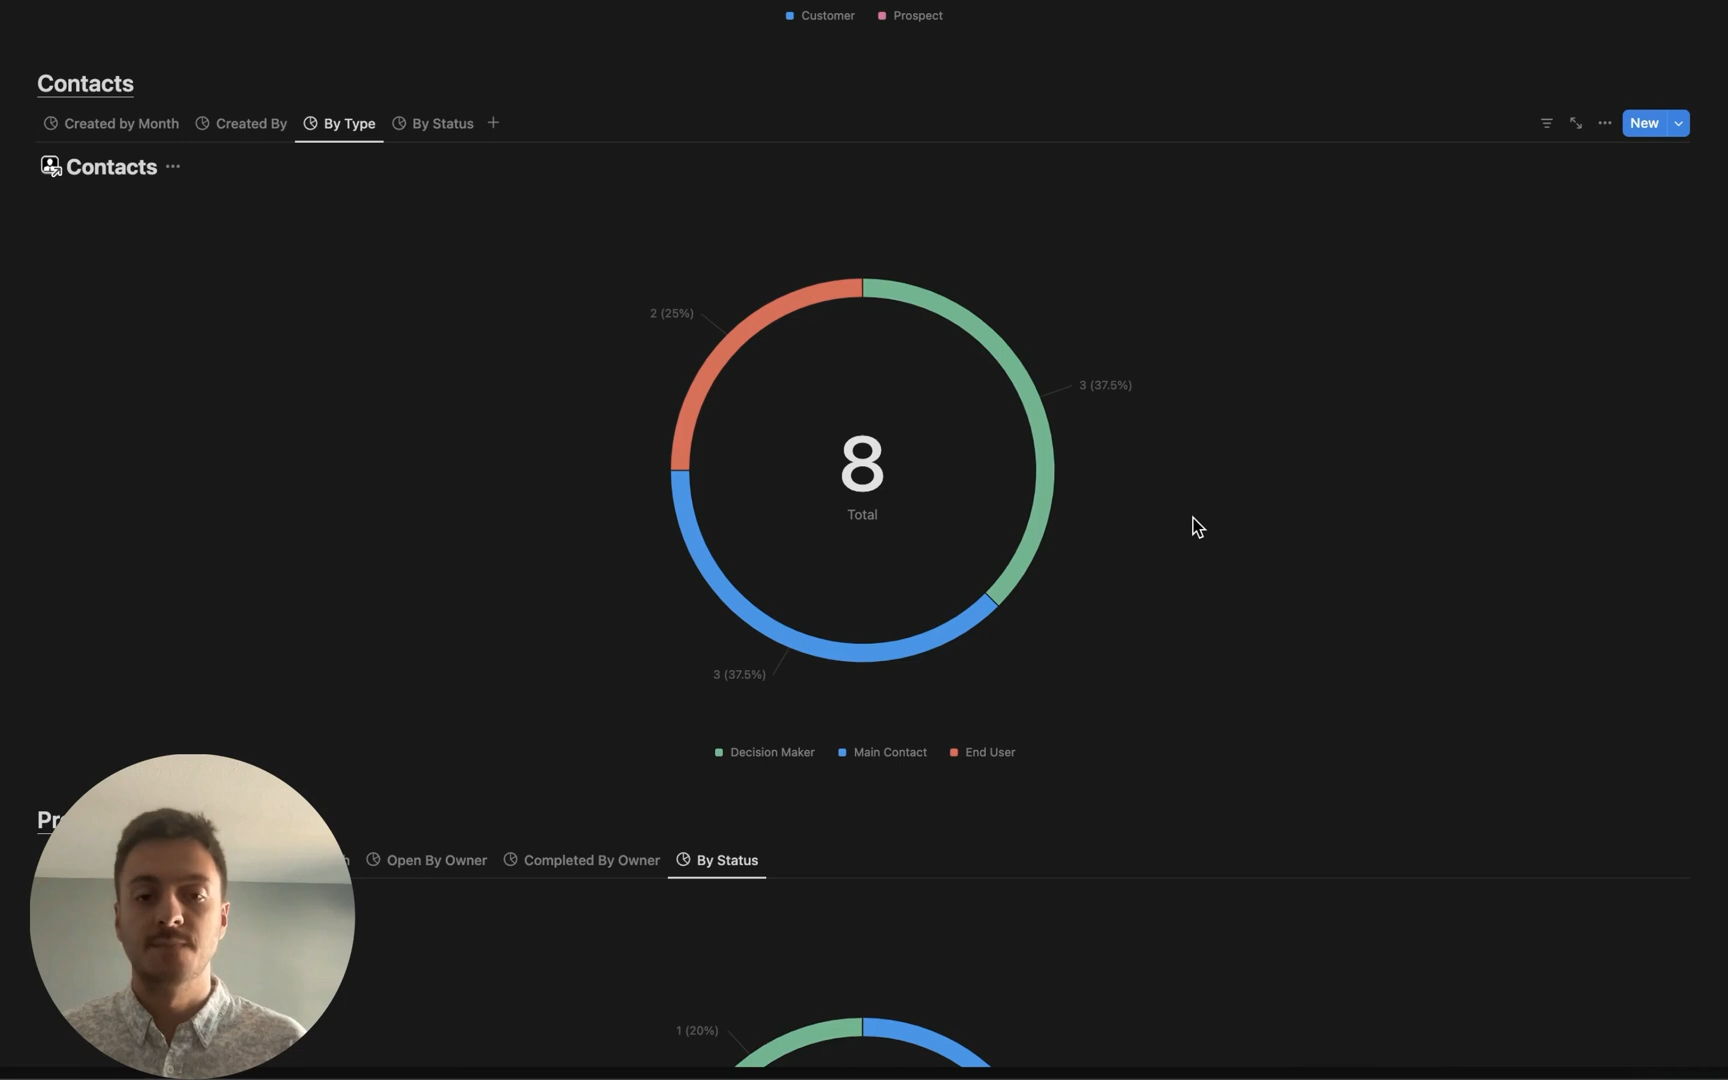 Customer Prospect
Contacts
Created by Month Created By By Type By Status
New
Contacts
2 (25%)
3 (37.5%)
8
Total
3 (37.5%)
Decision Maker Main Contact End User
Open By Owner Completed By Owner By Status
1 (20%)